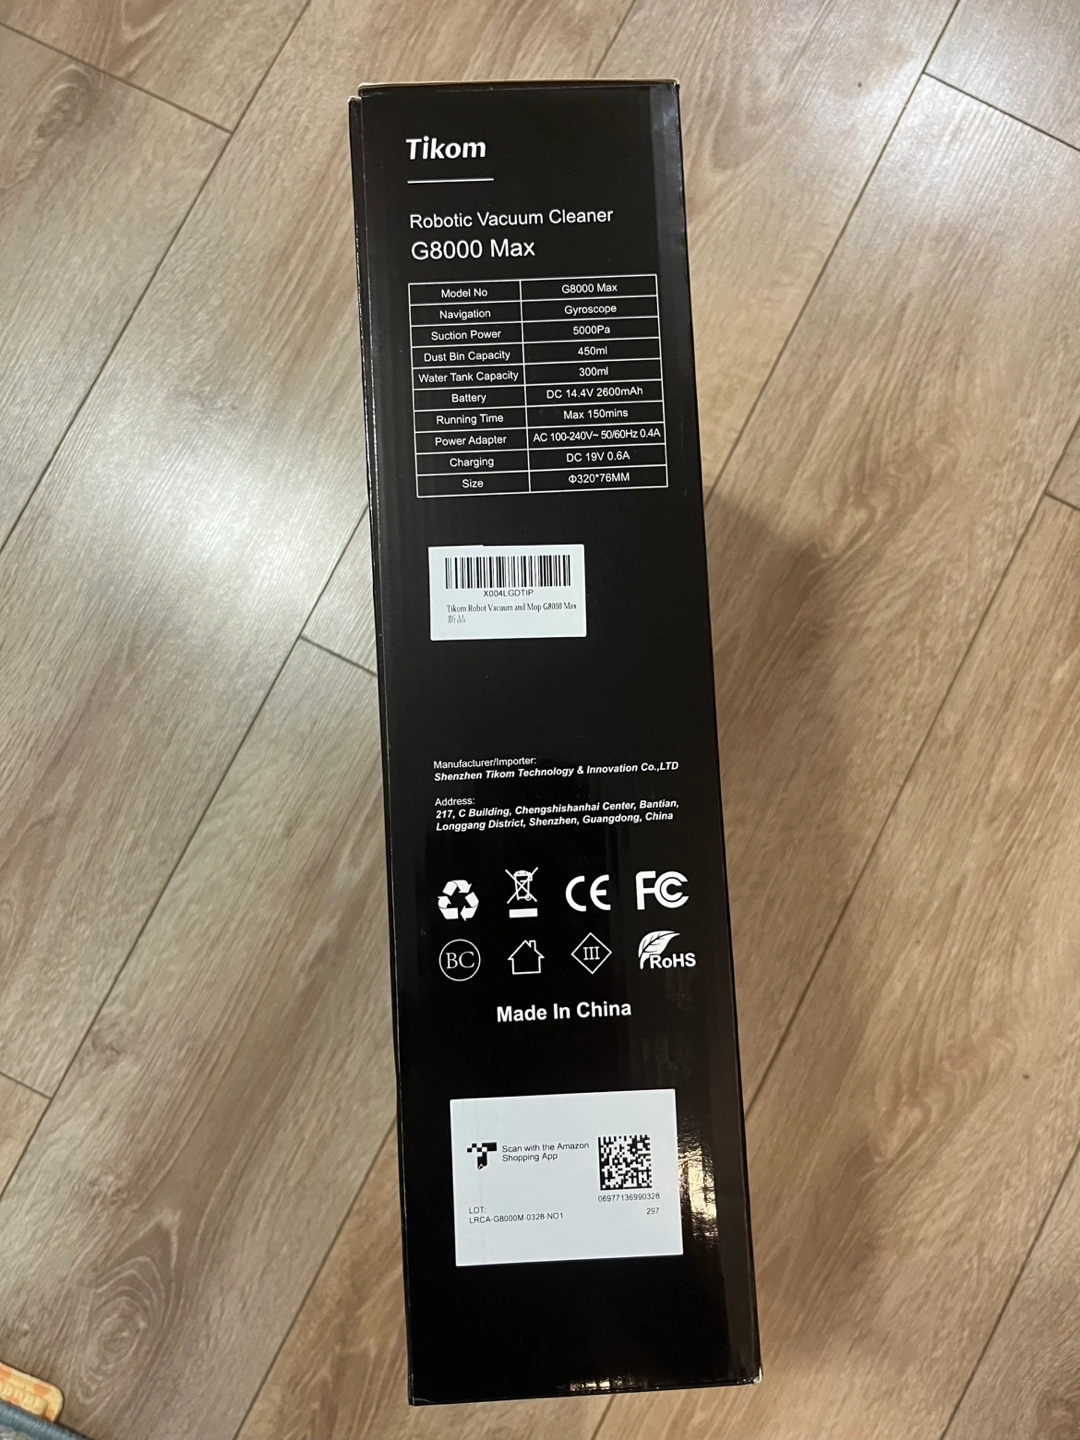 Tikom
Robotic Vacuum Cleaner
G8000 Max
Model No G8000 Max
Navigation Gyroscope
Suction Power 5000Pa
Dust Bin Capacity 450ml
Water Tank Capacity 300ml
Battery DC 14.4V 2600mAh
Running Time Max 150mins
Power Adapter AC 100-240V~ 50/60Hz 0.4A
Charging DC 19V 0.6A
Size Φ320*76MM
X004LGDTIP
Tikom Robot Vacuum and Mop G8000 Max
新品
Manufacturer/Importer:
Shenzhen Tikom Technology & Innovation Co.,LTD
Address:
217, C Building, Chengshishanhai Center, Bantian,
Longgang District, Shenzhen, Guangdong, China
CE FC
BC III RoHS
Made In China
Scan with the Amazon
Shopping App
06977136990328
297
LOT:
LRCA-G8000M-0328-NO1